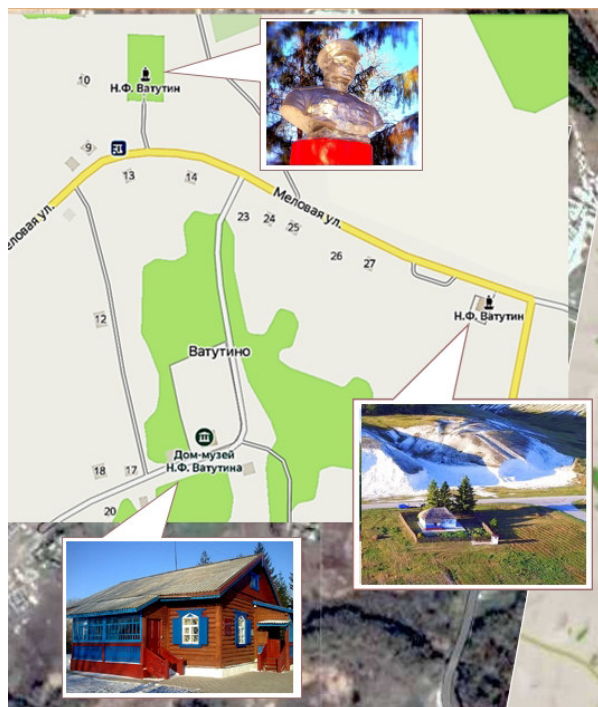 10
Н.Ф. Ватутин
9
13
14
Меловая ул.
23
24
25
еловая ул.
26
27
Н.Ф. Ватутин
12
Ватутино
Дом-музей
Н.Ф. Ватутина
18
17
20